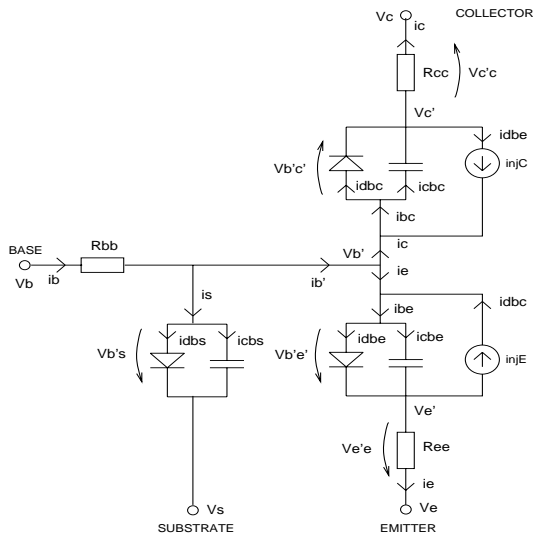 Vc COLLECTOR
ic
Rcc Vc'c
Vc'
idbe
Vb'c' injC
idbc icbc
ibc
ic
BASE Rbb Vb'
Vb ib ib' ie
is ibe idbc
Vb's idbs icbs Vb'e' idbe icbe
injE
Ve'
Ve'e Ree
ie
Vs Ve
SUBSTRATE EMITTER